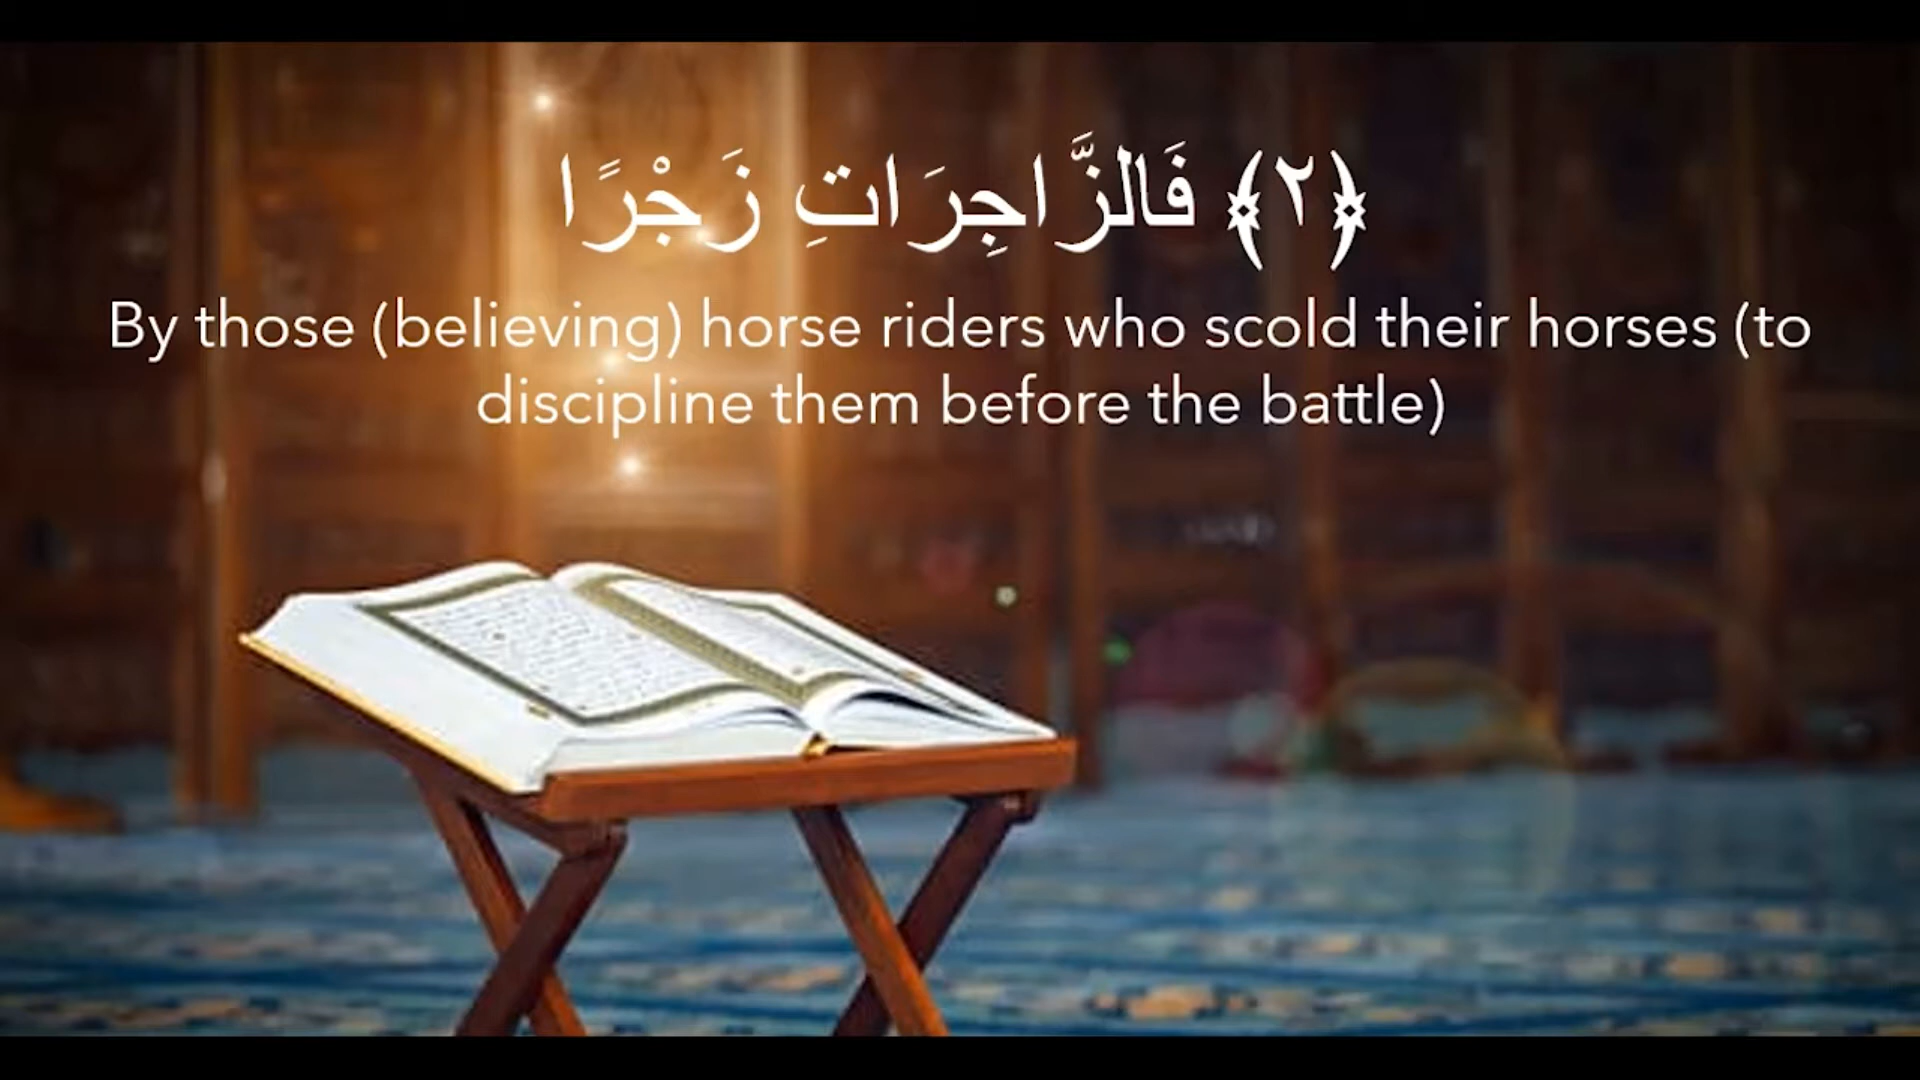 ﴿٢﴾ فَالزَّاجِرَاتِ زَجْرًا
By those (believing) horse riders who scold their horses (to
discipline them before the battle)